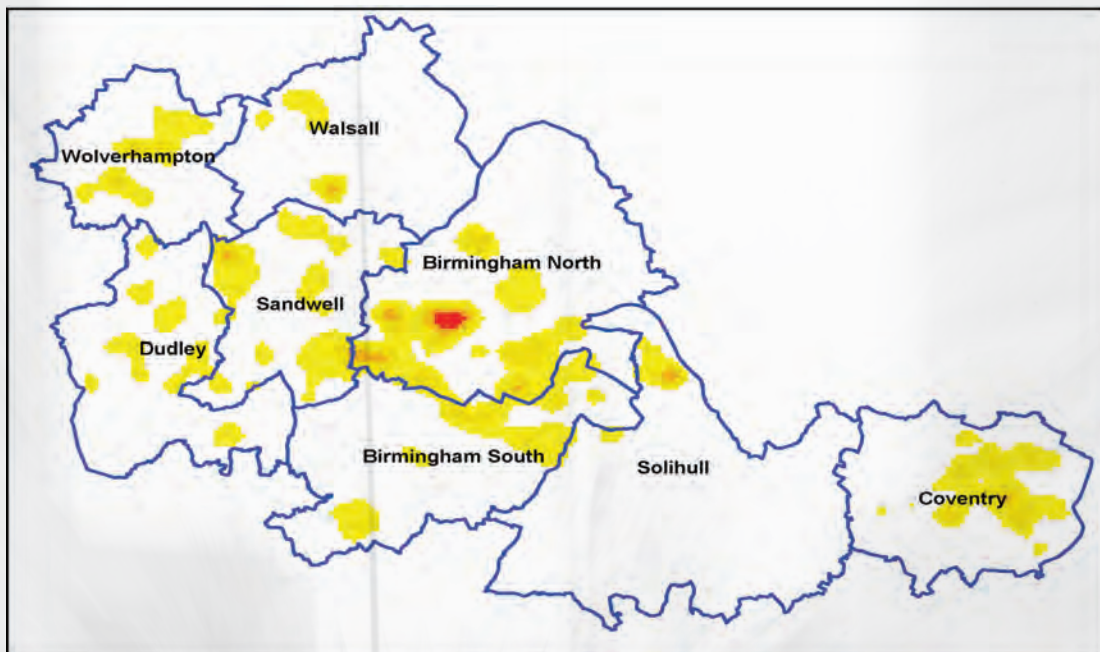 Walsall
Wolverhampton
Birmingham North
Sandwell
Dudley
Birmingham South
Solihull
Coventry